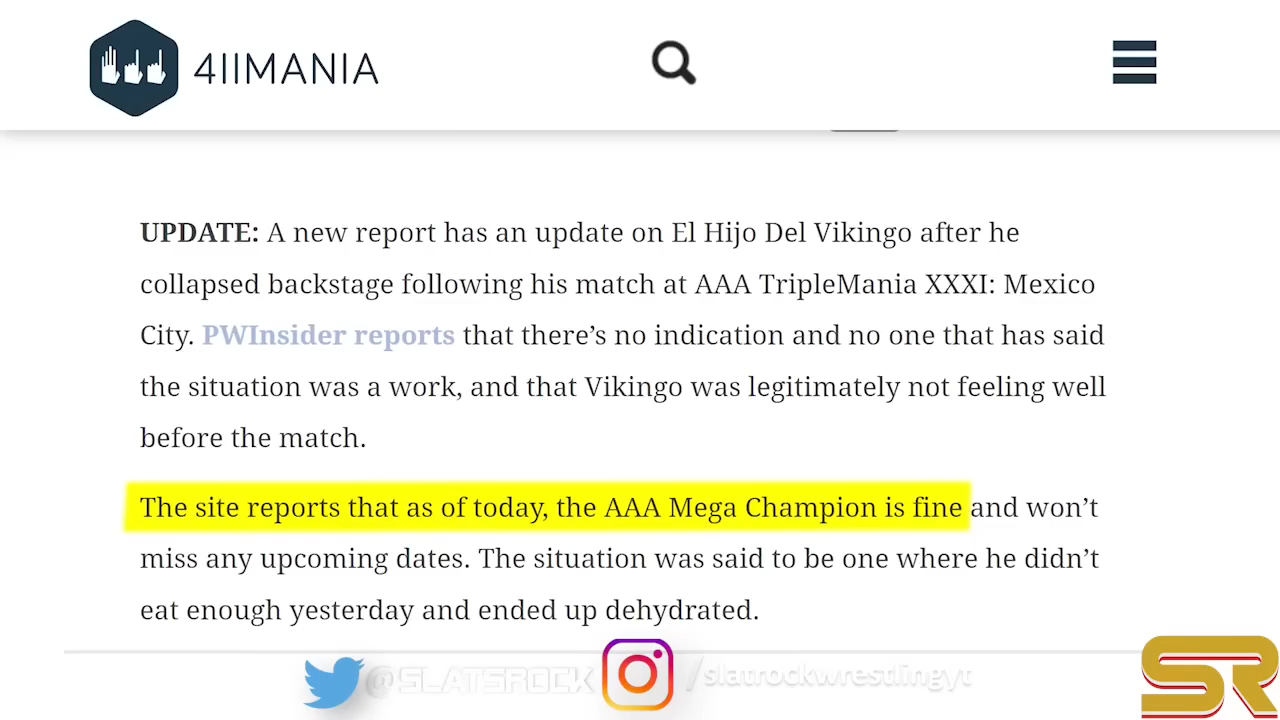 411MANIA
UPDATE: A new report has an update on El Hijo Del Vikingo after he
collapsed backstage following his match at AAA TripleMania XXXI: Mexico
City. PWInsider reports that there’s no indication and no one that has said
the situation was a work, and that Vikingo was legitimately not feeling well
before the match.
The site reports that as of today, the AAA Mega Champion is fine and won’t
miss any upcoming dates. The situation was said to be one where he didn’t
eat enough yesterday and ended up dehydrated.
@SLATSROCK /slatrockwrestlingyt
SR